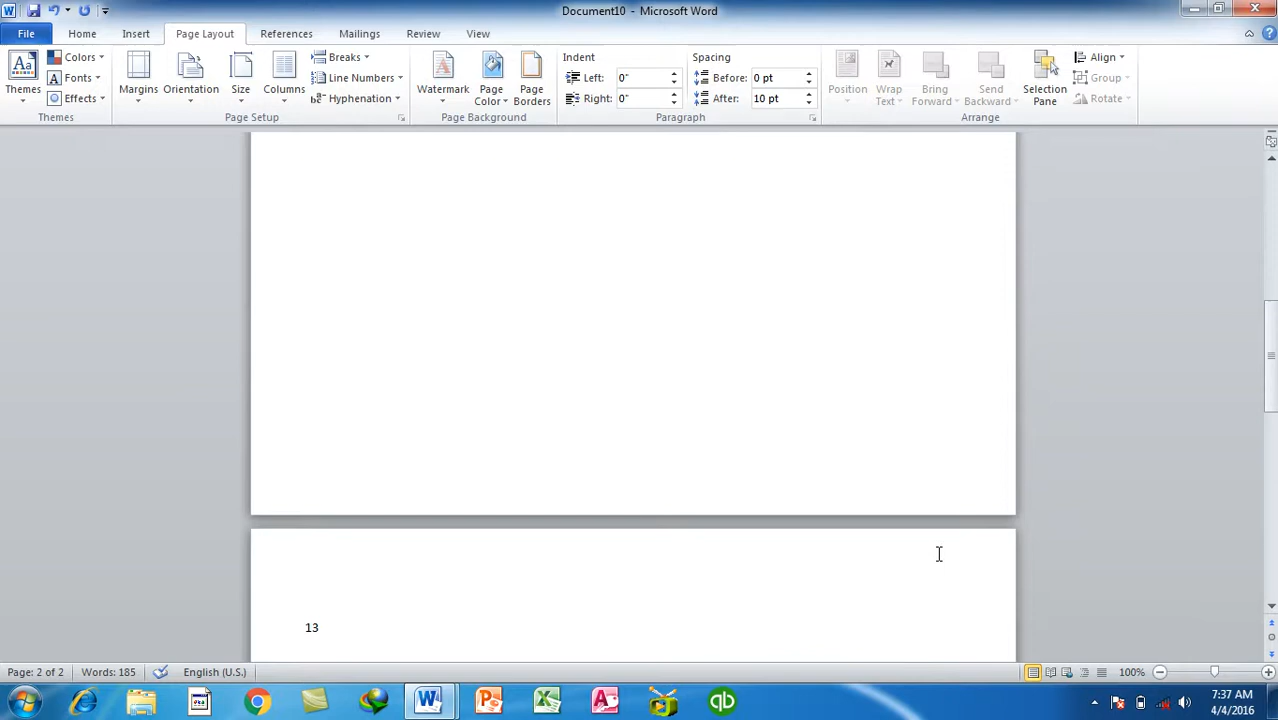 Document10 - Microsoft Word
File Home Insert Page Layout References Mailings Review View
Themes Colors Fonts Effects Themes
Margins Orientation Size Columns Breaks Line Numbers Hyphenation Page Setup
Watermark Page Color Page Borders Page Background
Indent Left: 0" Right: 0" Spacing Before: 0 pt After: 10 pt Paragraph
Position Wrap Text Bring Forward Send Backward Selection Pane Align Group Rotate Arrange
13
Page: 2 of 2 Words: 185 English (U.S.) 100%
7:37 AM
4/4/2016